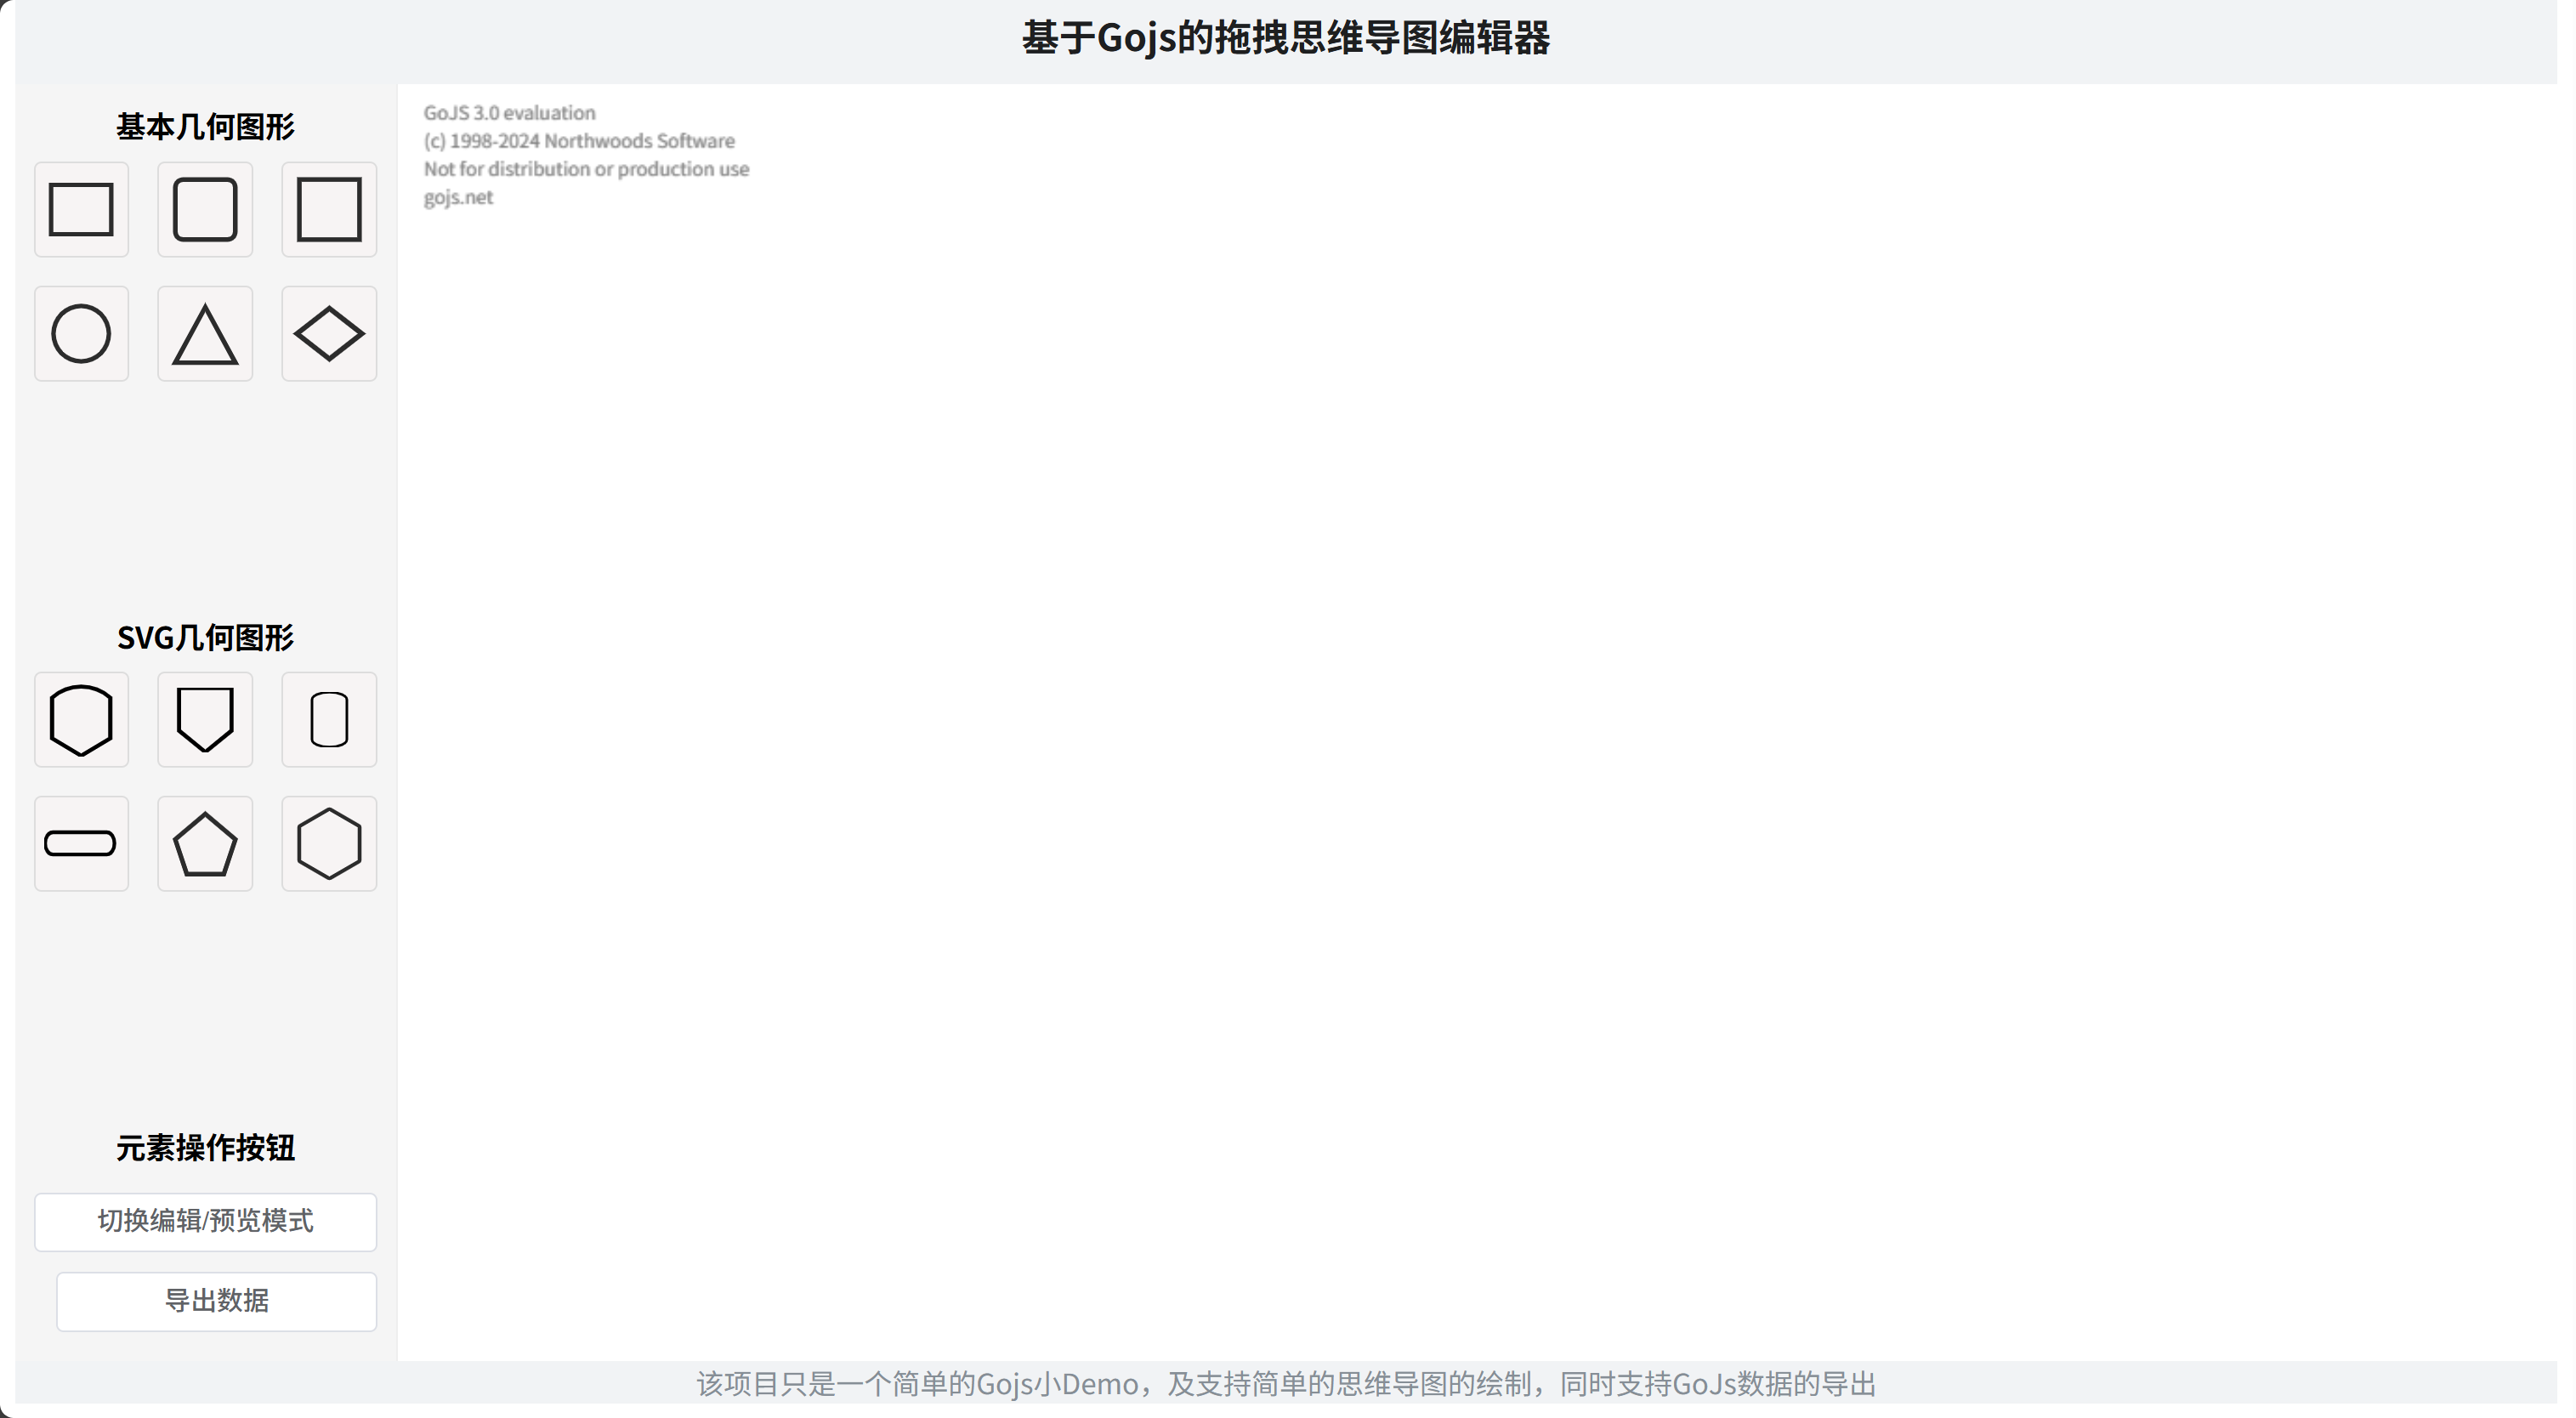 基于Gojs的拖拽思维导图编辑器
基本几何图形
GoJS 3.0 evaluation
(c) 1998-2024 Northwoods Software
Not for distribution or production use
gojs.net
SVG几何图形
元素操作按钮
切换编辑/预览模式
导出数据
该项目只是一个简单的Gojs小Demo，及支持简单的思维导图的绘制，同时支持GoJs数据的导出